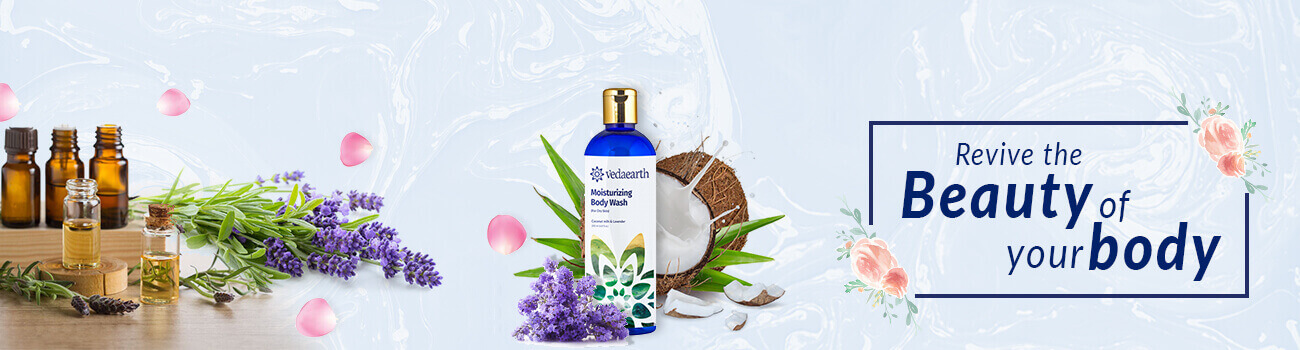 vedaearth
Moisturizing
Body Wash
Coconut milk & Lavender
Revive the
Beauty of
your body